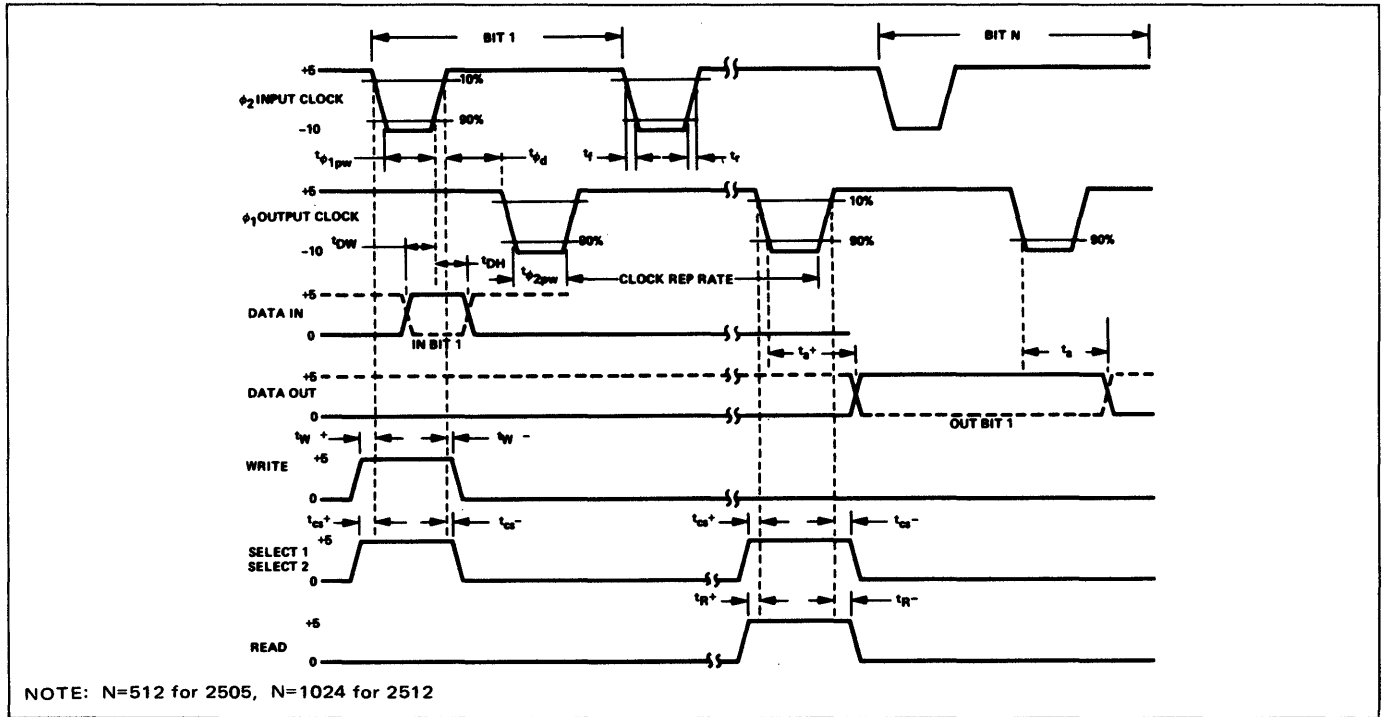 BIT 1
BIT N
+5
10%
ϕ2 INPUT CLOCK
90%
-10
tϕ1pw
tϕd
tf
tr
+5
10%
ϕ1 OUTPUT CLOCK
tDW
90%
90%
90%
-10
tDH
tϕ2pw
CLOCK REP RATE
+5
DATA IN
0
IN BIT 1
ta+
ta
+5
DATA OUT
0
OUT BIT 1
tW+
tW-
+5
WRITE
0
tcs+
tcs-
tcs+
tcs-
+5
SELECT 1
SELECT 2
0
tR+
tR-
+5
READ
0
NOTE: N=512 for 2505, N=1024 for 2512